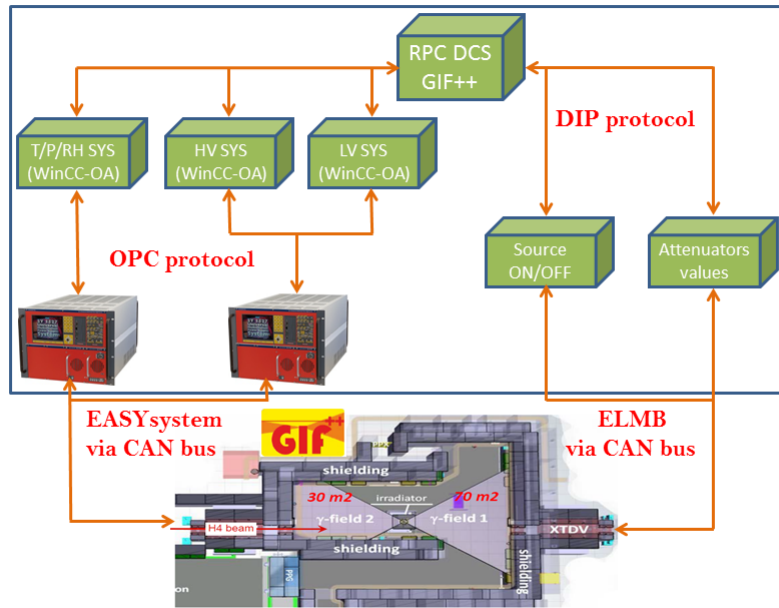 RPC DCS
GIF++
DIP protocol
T/P/RH SYS
(WinCC-OA)
HV SYS
(WinCC-OA)
LV SYS
(WinCC-OA)
OPC protocol
Source
ON/OFF
Attenuators
values
EASYsystem
via CAN bus
ELMB
via CAN bus
GIF++
shielding
30 m2
70 m2
irradiator
γ-field 2
γ-field 1
H4 beam
XTDV
shielding
shielding
PPG
on